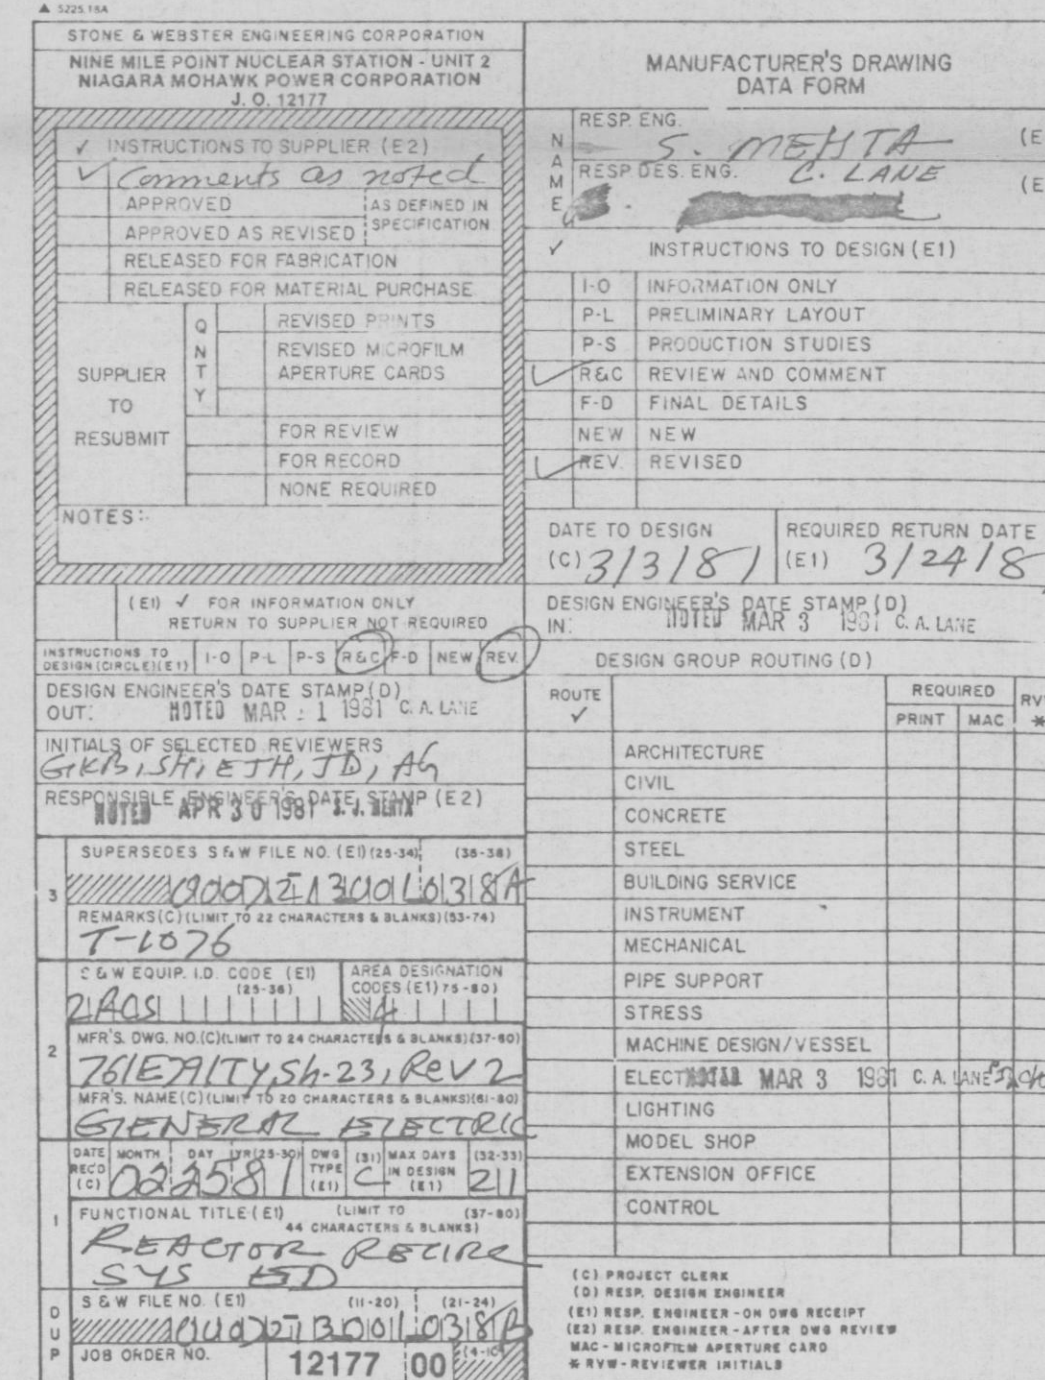 5225.18A
STONE & WEBSTER ENGINEERING CORPORATION
NINE MILE POINT NUCLEAR STATION - UNIT 2
NIAGARA MOHAWK POWER CORPORATION
J. O. 12177
✓ INSTRUCTIONS TO SUPPLIER (E2)
✓ Comments as noted
APPROVED
APPROVED AS REVISED
AS DEFINED IN
SPECIFICATION
RELEASED FOR FABRICATION
RELEASED FOR MATERIAL PURCHASE
SUPPLIER
TO
RESUBMIT
QNTY
REVISED PRINTS
REVISED MICROFILM
APERTURE CARDS
FOR REVIEW
FOR RECORD
NONE REQUIRED
NOTES:
(E1) ✓ FOR INFORMATION ONLY
RETURN TO SUPPLIER NOT REQUIRED
INSTRUCTIONS TO
DESIGN (CIRCLE)(E1)
I-O P-L P-S R&C F-D NEW REV.
DESIGN ENGINEER'S DATE STAMP (D)
OUT: NOTED MAR 1 1981 C. A. LANE
INITIALS OF SELECTED REVIEWERS
GKB, SH, EJH, JD, AG
RESPONSIBLE ENGINEER'S DATE STAMP (E2)
NOTED APR 30 1981 S. J. MEHTA
3
SUPERSEDES S&W FILE NO. (E1)(25-34) (35-38)
038A
REMARKS(C)(LIMIT TO 22 CHARACTERS & BLANKS)(53-74)
T-1076
2
S & W EQUIP. I.D. CODE (E1)
(25-36)
AREA DESIGNATION
CODES (E1) 75-80)
4
MFR'S. DWG. NO.(C)(LIMIT TO 24 CHARACTERS & BLANKS)(37-60)
761E791TY, Sh-23, Rev 2
MFR'S. NAME(C)(LIMIT TO 20 CHARACTERS & BLANKS)(61-80)
GENERAL ELECTRIC
1
DATE
REC'D
(C)
MONTH DAY YR(25-30)
022581
DWG
TYPE
(E1)
(31)
C
MAX DAYS
IN DESIGN
(E1)
(32-33)
21
FUNCTIONAL TITLE (E1) (LIMIT TO (37-80)
44 CHARACTERS & BLANKS)
REACTOR RECIRC
SYS ED
DUP
S & W FILE NO. (E1) (11-20) (21-24)
038B
JOB ORDER NO. 12177 00 (4-10)
MANUFACTURER'S DRAWING
DATA FORM
NAME
RESP. ENG.
S. MEHTA (E
RESP DES. ENG. C. LANE (E
✓ INSTRUCTIONS TO DESIGN (E1)
I-O INFORMATION ONLY
P-L PRELIMINARY LAYOUT
P-S PRODUCTION STUDIES
✓ R&C REVIEW AND COMMENT
F-D FINAL DETAILS
NEW NEW
✓ REV. REVISED
DATE TO DESIGN
(C) 3/3/81
REQUIRED RETURN DATE
(E1) 3/24/8
DESIGN ENGINEER'S DATE STAMP (D)
IN: NOTED MAR 3 1981 C. A. LANE
DESIGN GROUP ROUTING (D)
ROUTE
✓
REQUIRED
PRINT MAC
RV
*
ARCHITECTURE
CIVIL
CONCRETE
STEEL
BUILDING SERVICE
INSTRUMENT
MECHANICAL
PIPE SUPPORT
STRESS
MACHINE DESIGN/VESSEL
ELECT NOTED MAR 3 1981 C. A. LANE
LIGHTING
MODEL SHOP
EXTENSION OFFICE
CONTROL
(C) PROJECT CLERK
(D) RESP. DESIGN ENGINEER
(E1) RESP. ENGINEER - ON DWG RECEIPT
(E2) RESP. ENGINEER - AFTER DWG REVIEW
MAC - MICROFILM APERTURE CARD
* RVW - REVIEWER INITIALS